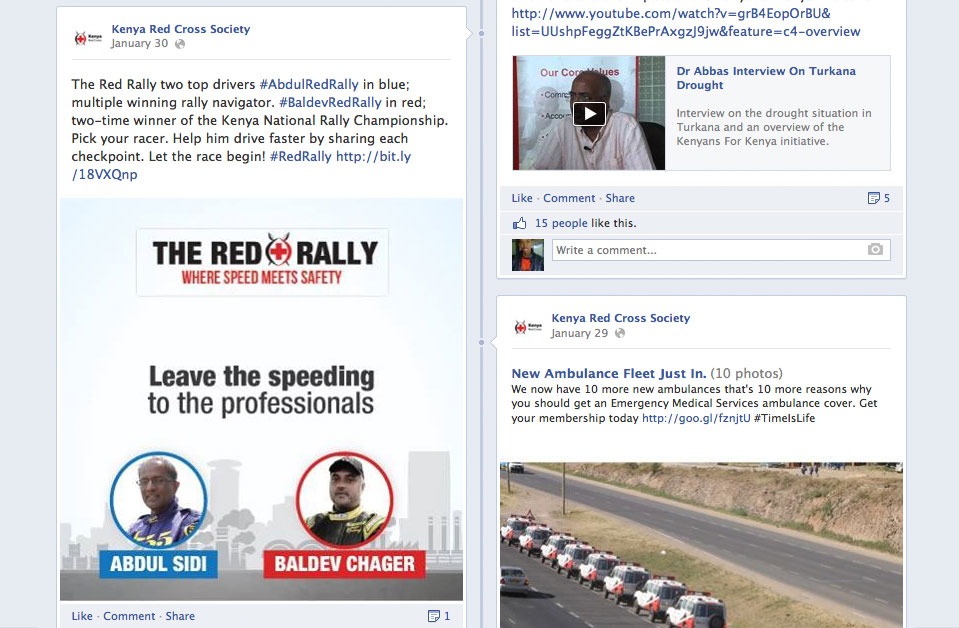 Kenya Red Cross Society
January 30
The Red Rally two top drivers #AbdulRedRally in blue;
multiple winning rally navigator. #BaldevRedRally in red;
two-time winner of the Kenya National Rally Championship.
Pick your racer. Help him drive faster by sharing each
checkpoint. Let the race begin! #RedRally http://bit.ly
/18VXQnp
THE RED RALLY
WHERE SPEED MEETS SAFETY
Leave the speeding
to the professionals
ABDUL SIDI
BALDEV CHAGER
Like · Comment · Share
1
http://www.youtube.com/watch?v=grB4EopOrBU&
list=UUshpFeggZtKBePrAxgzJ9jw&feature=c4-overview
Our Core Values
Dr Abbas Interview On Turkana
Drought
Interview on the drought situation in
Turkana and an overview of the
Kenyans For Kenya initiative.
Like · Comment · Share
5
15 people like this.
Write a comment...
Kenya Red Cross Society
January 29
New Ambulance Fleet Just In. (10 photos)
We now have 10 more new ambulances that's 10 more reasons why
you should get an Emergency Medical Services ambulance cover. Get
your membership today http://goo.gl/fznjtU #TimeIsLife